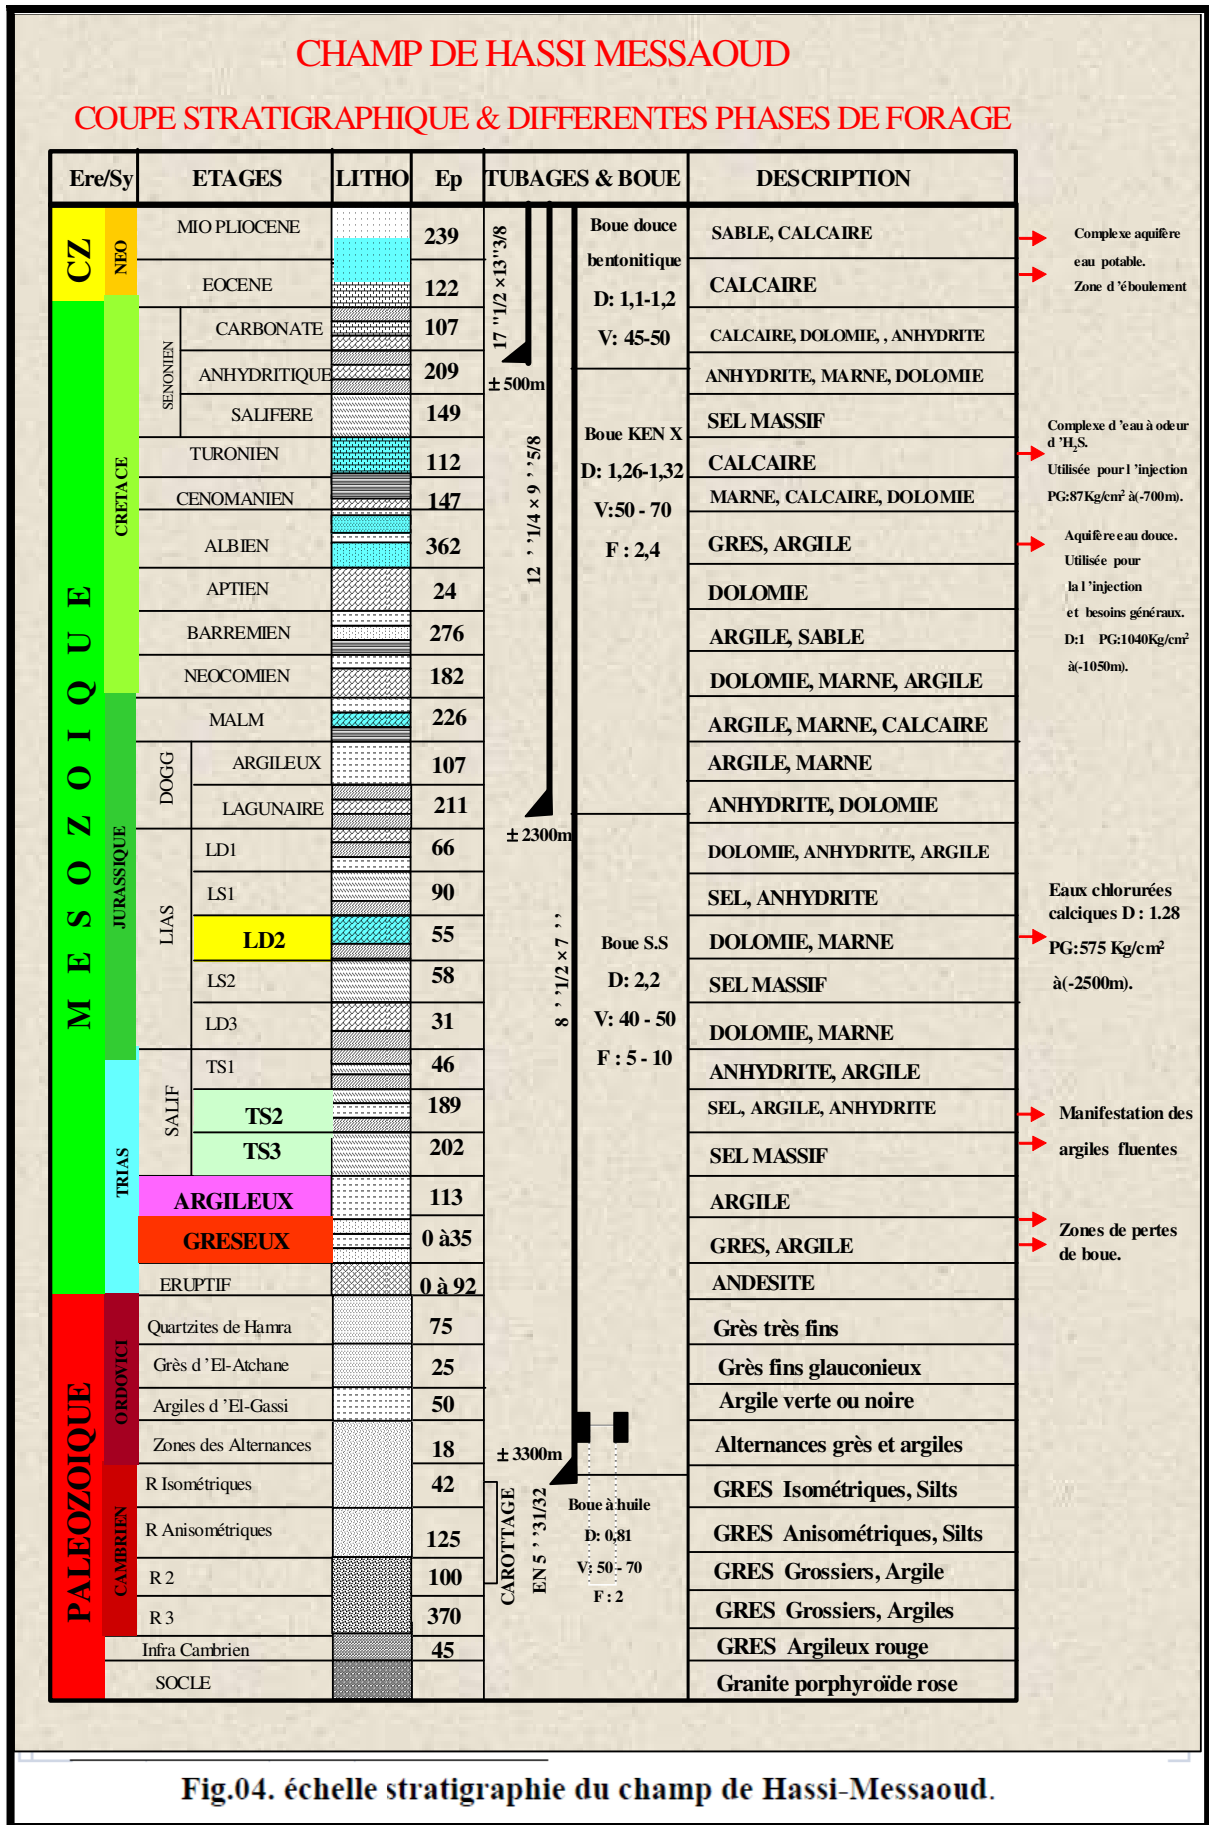 CHAMP DE HASSI MESSAOUD
COUPE STRATIGRAPHIQUE & DIFFERENTES PHASES DE FORAGE
Ere/Sy ETAGES LITHO Ep TUBAGES & BOUE DESCRIPTION
CZ
NEO
MESOZOIQUE
CRETACE
JURASSIQUE
TRIAS
PALEOZOIQUE
ORDOVICI
CAMBRIEN
SENONIEN
DOGG
LIAS
SALIF
MIO PLIOCENE 239 SABLE, CALCAIRE
EOCENE 122 CALCAIRE
CARBONATE 107 CALCAIRE, DOLOMIE, , ANHYDRITE
ANHYDRITIQUE 209 ANHYDRITE, MARNE, DOLOMIE
SALIFERE 149 SEL MASSIF
TURONIEN 112 CALCAIRE
CENOMANIEN 147 MARNE, CALCAIRE, DOLOMIE
ALBIEN 362 GRES, ARGILE
APTIEN 24 DOLOMIE
BARREMIEN 276 ARGILE, SABLE
NEOCOMIEN 182 DOLOMIE, MARNE, ARGILE
MALM 226 ARGILE, MARNE, CALCAIRE
ARGILEUX 107 ARGILE, MARNE
LAGUNAIRE 211 ANHYDRITE, DOLOMIE
LD1 66 DOLOMIE, ANHYDRITE, ARGILE
LS1 90 SEL, ANHYDRITE
LD2 55 DOLOMIE, MARNE
LS2 58 SEL MASSIF
LD3 31 DOLOMIE, MARNE
TS1 46 ANHYDRITE, ARGILE
TS2 189 SEL, ARGILE, ANHYDRITE
TS3 202 SEL MASSIF
ARGILEUX 113 ARGILE
GRESEUX 0 à35 GRES, ARGILE
ERUPTIF 0 à 92 ANDESITE
Quartzites de Hamra 75 Grès très fins
Grès d ’El-Atchane 25 Grès fins glauconieux
Argiles d ’El-Gassi 50 Argile verte ou noire
Zones des Alternances 18 Alternances grès et argiles
R Isométriques 42 GRES Isométriques, Silts
R Anisométriques 125 GRES Anisométriques, Silts
R 2 100 GRES Grossiers, Argile
R 3 370 GRES Grossiers, Argiles
Infra Cambrien 45 GRES Argileux rouge
SOCLE Granite porphyroïde rose
17 "1/2 ×13"3/8
± 500m
12 ’ ’1/4 × 9 ’ ’5/8
± 2300m
8 ’ ’1/2 × 7 ’ ’
± 3300m
CAROTTAGE
EN 5 ’ ’31/32
Boue douce
bentonitique
D: 1,1-1,2
V: 45-50
Boue KEN X
D: 1,26-1,32
V:50 - 70
F : 2,4
Boue S.S
D: 2,2
V: 40 - 50
F : 5 - 10
Boue à huile
D: 0,81
V: 50 - 70
F : 2
Complexe aquifère
eau potable.
Zone d ’éboulement
Complexe d ’eau à odeur
d ’H2S.
Utilisée pour l ’injection
PG:87Kg/cm² à(-700m).
Aquifère eau douce.
Utilisée pour
la l ’injection
et besoins généraux.
D:1 PG:1040Kg/cm²
à(-1050m).
Eaux chlorurées
calciques D : 1.28
PG:575 Kg/cm²
à(-2500m).
Manifestation des
argiles fluentes
Zones de pertes
de boue.
Fig.04. échelle stratigraphie du champ de Hassi-Messaoud.